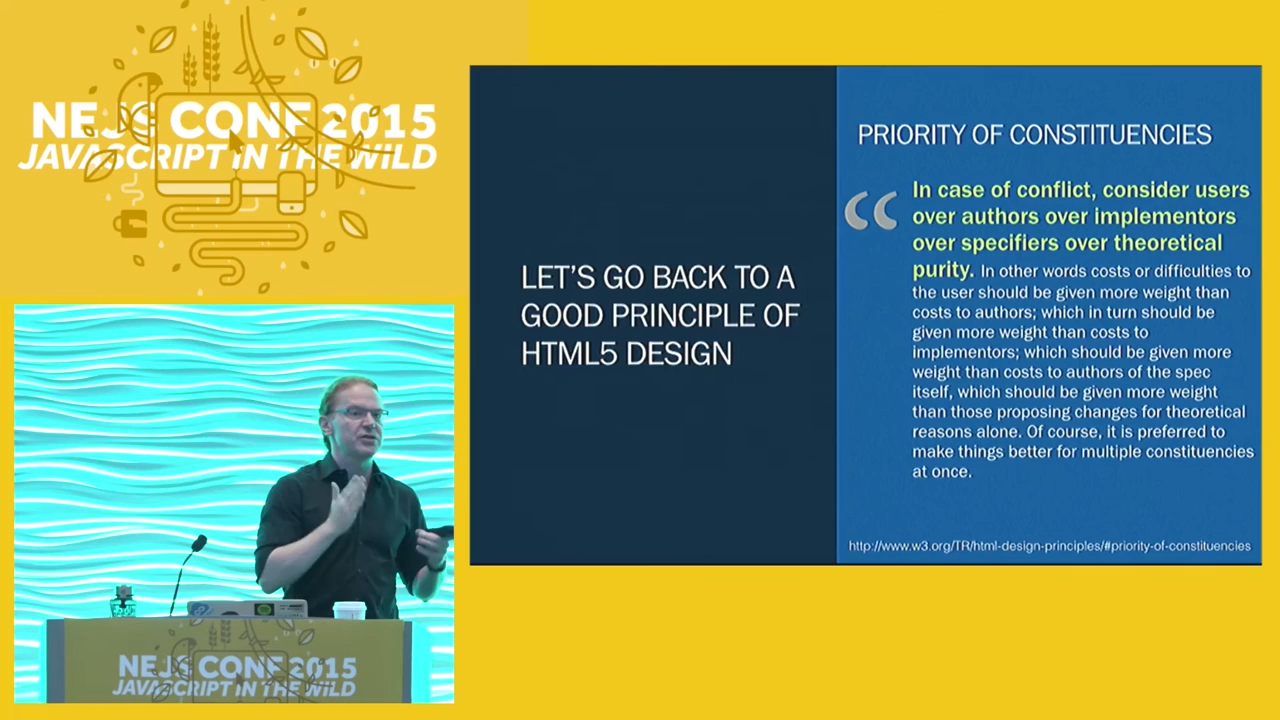 NEJS CONF 2015
JAVASCRIPT IN THE WILD
LET'S GO BACK TO A
GOOD PRINCIPLE OF
HTML5 DESIGN
PRIORITY OF CONSTITUENCIES
“
In case of conflict, consider users
over authors over implementors
over specifiers over theoretical
purity. In other words costs or difficulties to
the user should be given more weight than
costs to authors; which in turn should be
given more weight than costs to
implementors; which should be given more
weight than costs to authors of the spec
itself, which should be given more weight
than those proposing changes for theoretical
reasons alone. Of course, it is preferred to
make things better for multiple constituencies
at once.
http://www.w3.org/TR/html-design-principles/#priority-of-constituencies
NEJS CONF 2015
JAVASCRIPT IN THE WILD